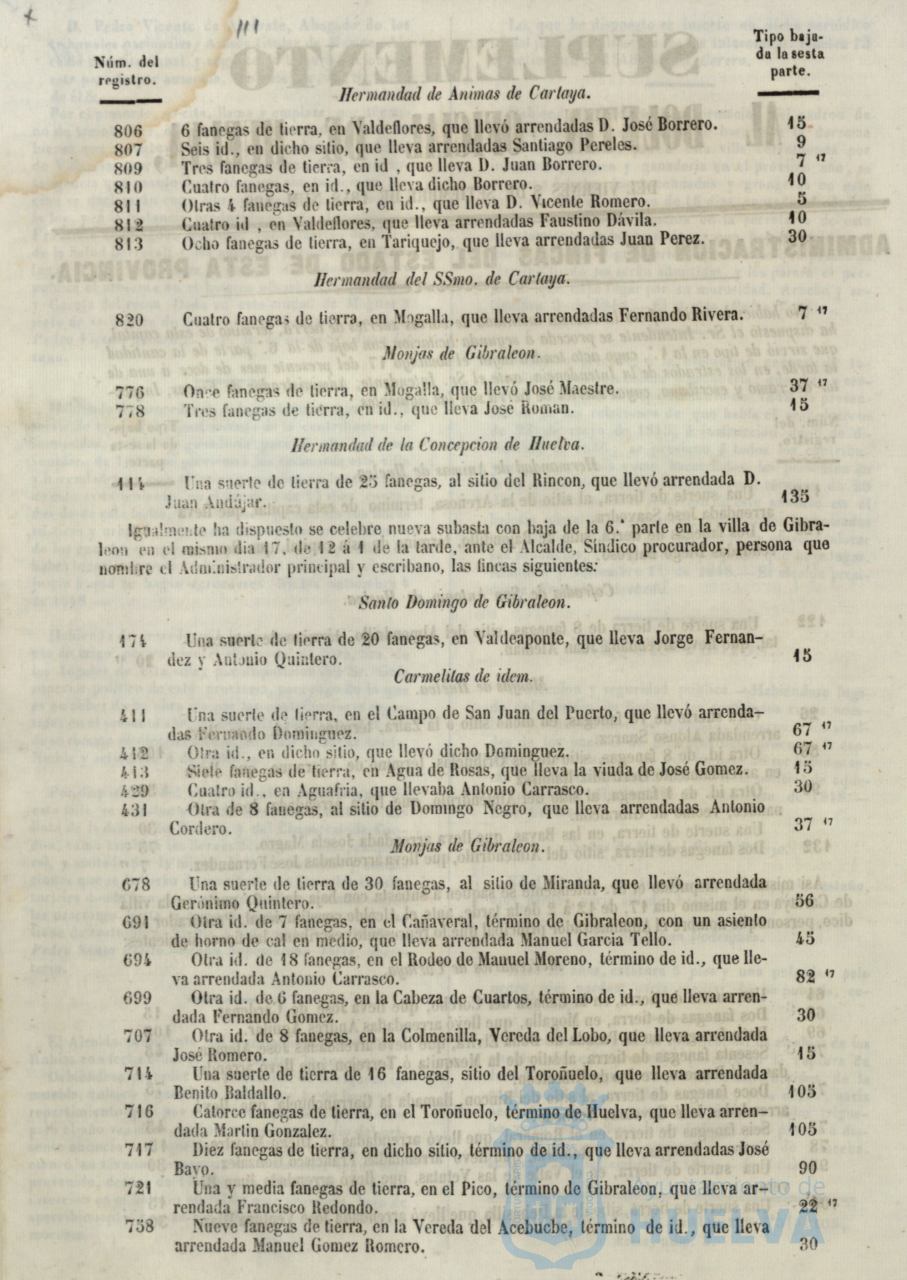 Núm. del
registro.
Tipo baja-
da la sesta
parte.
Hermandad de Animas de Cartaya.
806 6 fanegas de tierra, en Valdeflores, que llevó arrendadas D. José Borrero. 15
807 Seis id., en dicho sitio, que lleva arrendadas Santiago Pereles. 9
809 Tres fanegas de tierra, en id , que lleva D. Juan Borrero. 7 17
810 Cuatro fanegas, en id., que lleva dicho Borrero. 10
811 Otras 4 fanegas de tierra, en id., que lleva D. Vicente Romero. 5
812 Cuatro id , en Valdeflores, que lleva arrendadas Faustino Dávila. 10
813 Ocho fanegas de tierra, en Tariquejo, que lleva arrendadas Juan Perez. 30
Hermandad del SSmo. de Cartaya.
820 Cuatro fanegas de tierra, en Mogalla, que lleva arrendadas Fernando Rivera. 7 17
Monjas de Gibraleon.
776 Once fanegas de tierra, en Mogalla, que llevó José Maestre. 37 17
778 Tres fanegas de tierra, en id., que lleva José Roman. 15
Hermandad de la Concepcion de Huelva.
114 Una suerte de tierra de 25 fanegas, al sitio del Rincon, que llevó arrendada D.
Juan Andújar. 135
Igualmente ha dispuesto se celebre nueva subasta con baja de la 6.ª parte en la villa de Gibra-
leon en el mismo dia 17, de 12 á 1 de la tarde, ante el Alcalde, Síndico procurador, persona que
nombre el Administrador principal y escribano, las fincas siguientes:
Santo Domingo de Gibraleon.
174 Una suerte de tierra de 20 fanegas, en Valdeaponte, que lleva Jorge Fernan-
dez y Antonio Quintero. 15
Carmelitas de idem.
411 Una suerte de tierra, en el Campo de San Juan del Puerto, que llevó arrenda-
das Fernando Dominguez. 67 17
412 Otra id., en dicho sitio, que llevó dicho Dominguez. 67 17
413 Siete fanegas de tierra, en Agua de Rosas, que lleva la viuda de José Gomez. 15
429 Cuatro id., en Aguafria, que llevaba Antonio Carrasco. 30
431 Otra de 8 fanegas, al sitio de Domingo Negro, que lleva arrendadas Antonio
Cordero. 37 17
Monjas de Gibraleon.
678 Una suerte de tierra de 30 fanegas, al sitio de Miranda, que llevó arrendada
Gerónimo Quintero. 56
691 Otra id. de 7 fanegas, en el Cañaveral, término de Gibraleon, con un asiento
de horno de cal en medio, que lleva arrendada Manuel Garcia Tello. 45
694 Otra id. de 18 fanegas, en el Rodeo de Manuel Moreno, término de id., que lle-
va arrendada Antonio Carrasco. 82 17
699 Otra id. de 6 fanegas, en la Cabeza de Cuartos, término de id., que lleva arren-
dada Fernando Gomez. 30
707 Otra id. de 8 fanegas, en la Colmenilla, Vereda del Lobo, que lleva arrendada
José Romero. 15
714 Una suerte de tierra de 16 fanegas, sitio del Toroñuelo, que lleva arrendada
Benito Baldallo. 105
716 Catorce fanegas de tierra, en el Toroñuelo, término de Huelva, que lleva arren-
dada Martin Gonzalez. 105
717 Diez fanegas de tierra, en dicho sitio, término de id., que lleva arrendadas José
Bayo. 90
721 Una y media fanegas de tierra, en el Pico, término de Gibraleon, que lleva ar-
rendada Francisco Redondo. 22 17
738 Nueve fanegas de tierra, en la Vereda del Acebuche, término de id., que lleva
arrendada Manuel Gomez Romero. 30
HUELVA